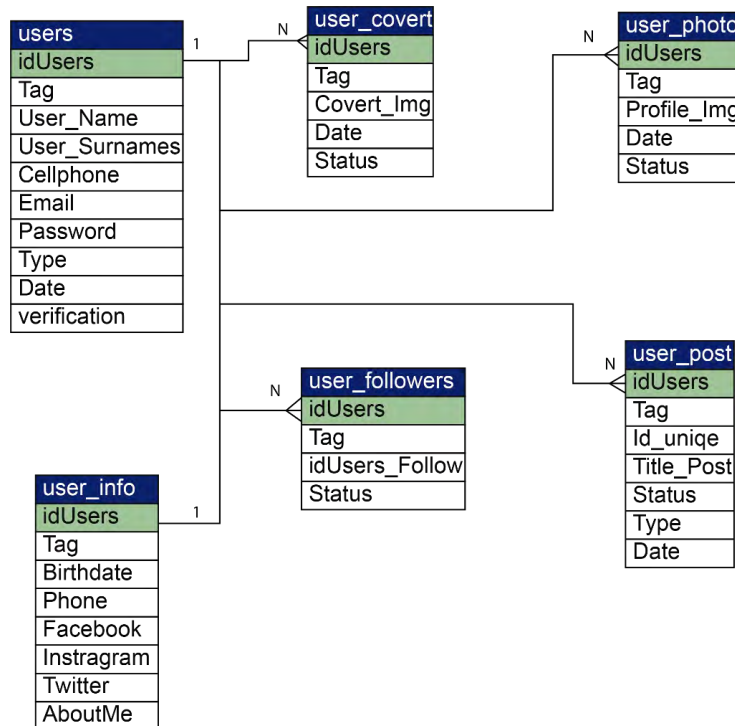 users
idUsers
Tag
User_Name
User_Surnames
Cellphone
Email
Password
Type
Date
verification
1
N
user_covert
idUsers
Tag
Covert_Img
Date
Status
N
user_photo
idUsers
Tag
Profile_Img
Date
Status
N
user_followers
idUsers
Tag
idUsers_Follow
Status
N
user_post
idUsers
Tag
Id_uniqe
Title_Post
Status
Type
Date
user_info
idUsers
Tag
Birthdate
Phone
Facebook
Instragram
Twitter
AboutMe
1